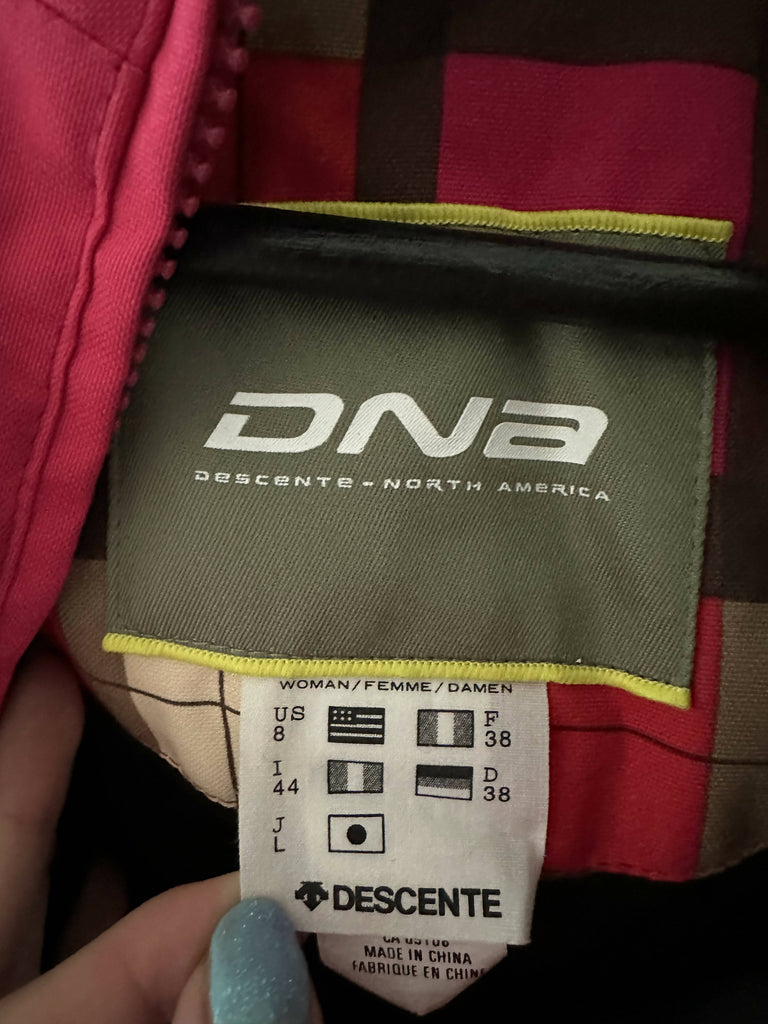 DNa
DESCENTE - NORTH AMERICA
WOMAN/FEMME/DAMEN
US 8 F 38
I 44 D 38
J L
DESCENTE
MADE IN CHINA
FABRIQUE EN CHINE